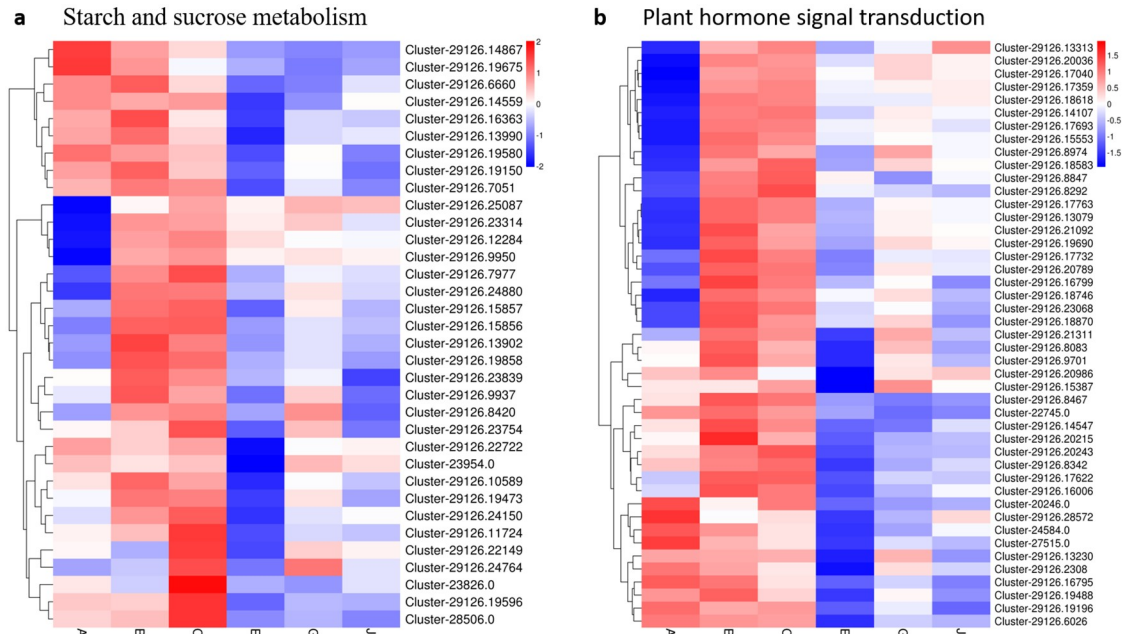 a Starch and sucrose metabolism
Cluster-29126.14867
Cluster-29126.19675
Cluster-29126.6660
Cluster-29126.14559
Cluster-29126.16363
Cluster-29126.13990
Cluster-29126.19580
Cluster-29126.19150
Cluster-29126.7051
Cluster-29126.25087
Cluster-29126.23314
Cluster-29126.12284
Cluster-29126.9950
Cluster-29126.7977
Cluster-29126.24880
Cluster-29126.15857
Cluster-29126.15856
Cluster-29126.13902
Cluster-29126.19858
Cluster-29126.23839
Cluster-29126.9937
Cluster-29126.8420
Cluster-29126.23754
Cluster-29126.22722
Cluster-23954.0
Cluster-29126.10589
Cluster-29126.19473
Cluster-29126.24150
Cluster-29126.11724
Cluster-29126.22149
Cluster-29126.24764
Cluster-23826.0
Cluster-29126.19596
Cluster-28506.0
2
1
0
-1
-2
b Plant hormone signal transduction
Cluster-29126.13313
Cluster-29126.20036
Cluster-29126.17040
Cluster-29126.17359
Cluster-29126.18618
Cluster-29126.14107
Cluster-29126.17693
Cluster-29126.15553
Cluster-29126.8974
Cluster-29126.18583
Cluster-29126.8847
Cluster-29126.8292
Cluster-29126.17763
Cluster-29126.13079
Cluster-29126.21092
Cluster-29126.19690
Cluster-29126.17732
Cluster-29126.20789
Cluster-29126.16799
Cluster-29126.18746
Cluster-29126.23068
Cluster-29126.18870
Cluster-29126.21311
Cluster-29126.8083
Cluster-29126.9701
Cluster-29126.20986
Cluster-29126.15387
Cluster-29126.8467
Cluster-22745.0
Cluster-29126.14547
Cluster-29126.20215
Cluster-29126.20243
Cluster-29126.8342
Cluster-29126.17622
Cluster-29126.16006
Cluster-20246.0
Cluster-29126.28572
Cluster-24584.0
Cluster-27515.0
Cluster-29126.13230
Cluster-29126.2308
Cluster-29126.16795
Cluster-29126.19488
Cluster-29126.19196
Cluster-29126.6026
1.5
1
0.5
0
-0.5
-1
-1.5